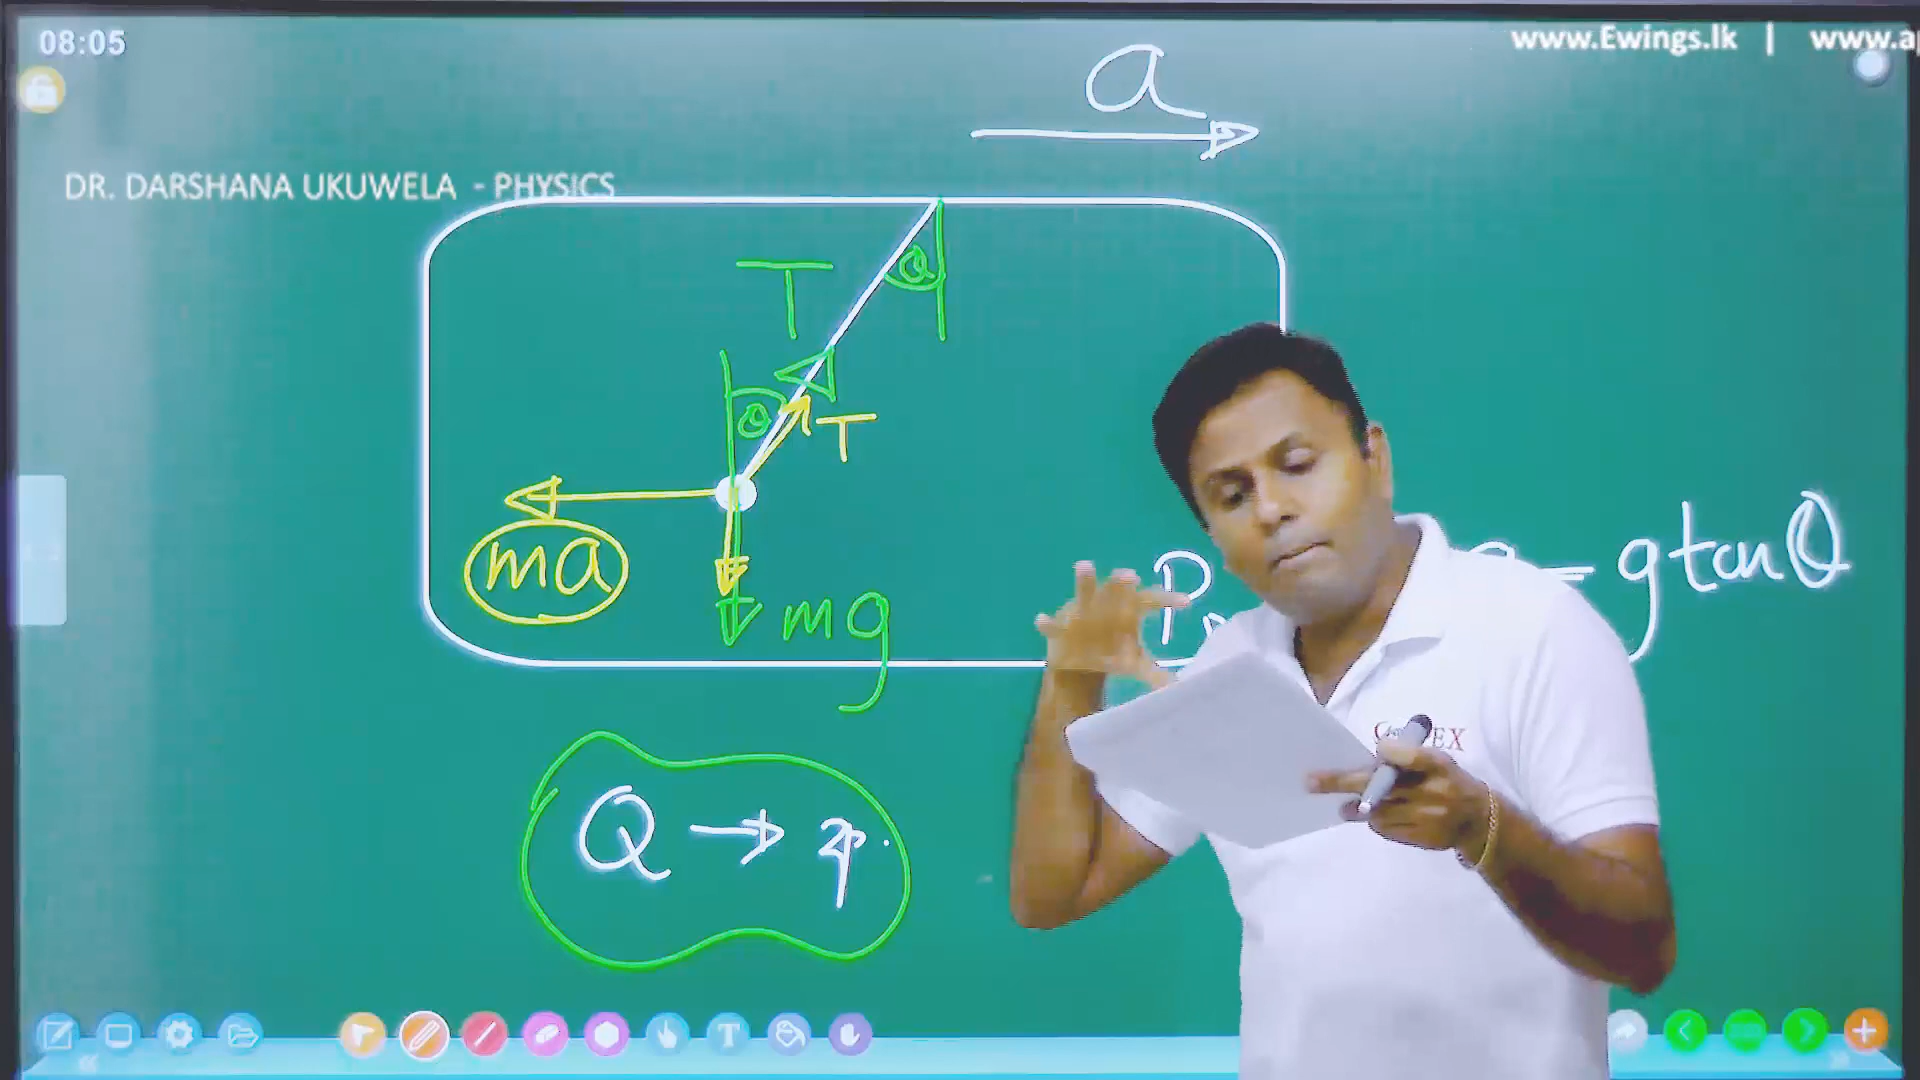 08:05
www.Ewings.lk | www.a
DR. DARSHANA UKUWELA - PHYSICS
a
T
θ
θ
T
ma
mg
= g tan θ
Q →